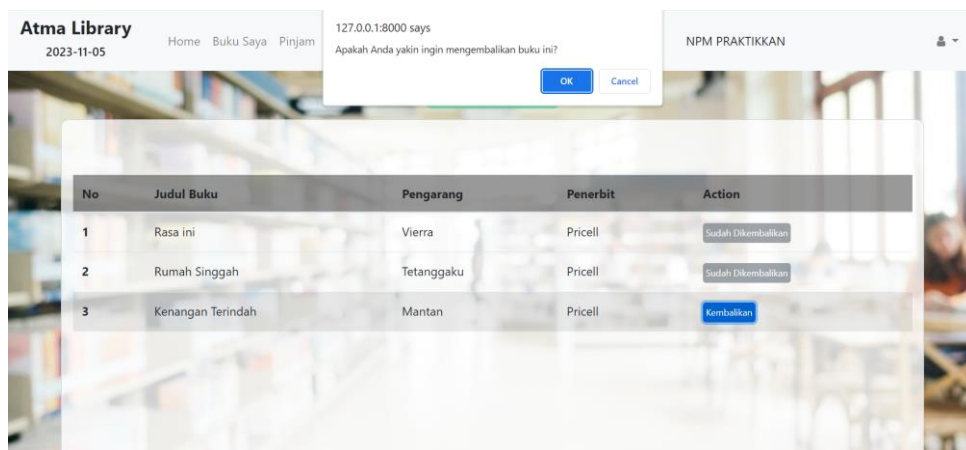 Atma Library
2023-11-05
Home Buku Saya Pinjam
127.0.0.1:8000 says
Apakah Anda yakin ingin mengembalikan buku ini?
OK Cancel
NPM PRAKTIKKAN
No Judul Buku Pengarang Penerbit Action
1 Rasa ini Vierra Pricell Sudah Dikembalikan
2 Rumah Singgah Tetanggaku Pricell Sudah Dikembalikan
3 Kenangan Terindah Mantan Pricell Kembalikan